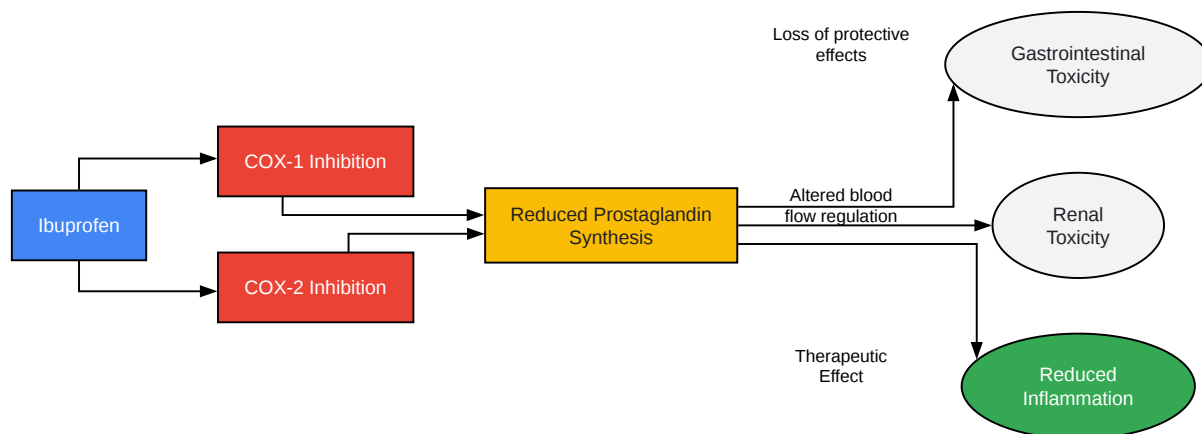 Loss of protective
effects
Gastrointestinal
Toxicity
COX-1 Inhibition
Ibuprofen
COX-2 Inhibition
Reduced Prostaglandin
Synthesis
Altered blood
flow regulation
Renal
Toxicity
Therapeutic
Effect
Reduced
Inflammation